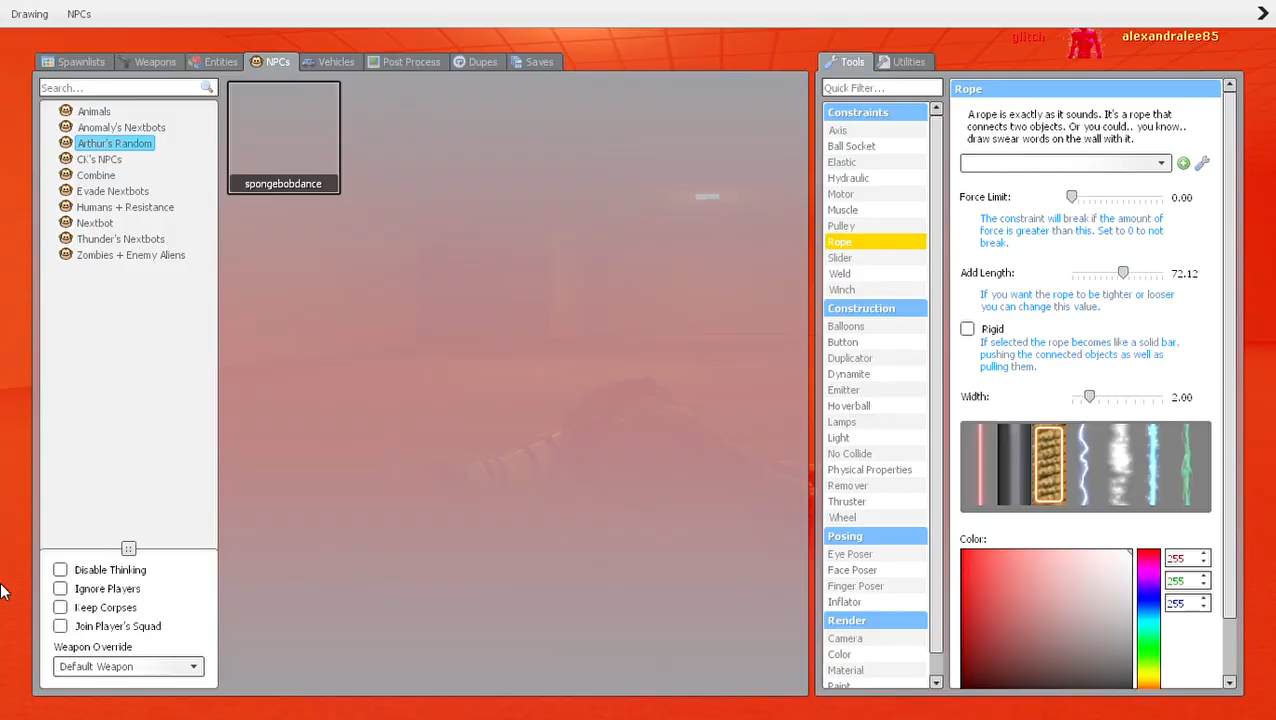 Drawing NPCs
glitch alexandralee85
Spawnlists Weapons Entities NPCs Vehicles Post Process Dupes Saves
Search...
Animals
Anomaly's Nextbots
Arthur's Random
Ck's NPCs
Combine
Evade Nextbots
Humans + Resistance
Nextbot
Thunder's Nextbots
Zombies + Enemy Aliens
spongebobdance
Disable Thinking
Ignore Players
Keep Corpses
Join Player's Squad
Weapon Override
Default Weapon
Tools Utilities
Quick Filter...
Constraints
Axis
Ball Socket
Elastic
Hydraulic
Motor
Muscle
Pulley
Rope
Slider
Weld
Winch
Construction
Balloons
Button
Duplicator
Dynamite
Emitter
Hoverball
Lamps
Light
No Collide
Physical Properties
Remover
Thruster
Wheel
Posing
Eye Poser
Face Poser
Finger Poser
Inflator
Render
Camera
Color
Material
Paint
Rope
A rope is exactly as it sounds. It's a rope that
connects two objects. Or you could.. you know..
draw swear words on the wall with it.
Force Limit: 0.00
The constraint will break if the amount of
force is greater than this. Set to 0 to not
break.
Add Length: 72.12
If you want the rope to be tighter or looser
you can change this value.
Rigid
If selected the rope becomes like a solid bar,
pushing the connected objects as well as
pulling them.
Width: 2.00
Color:
255
255
255